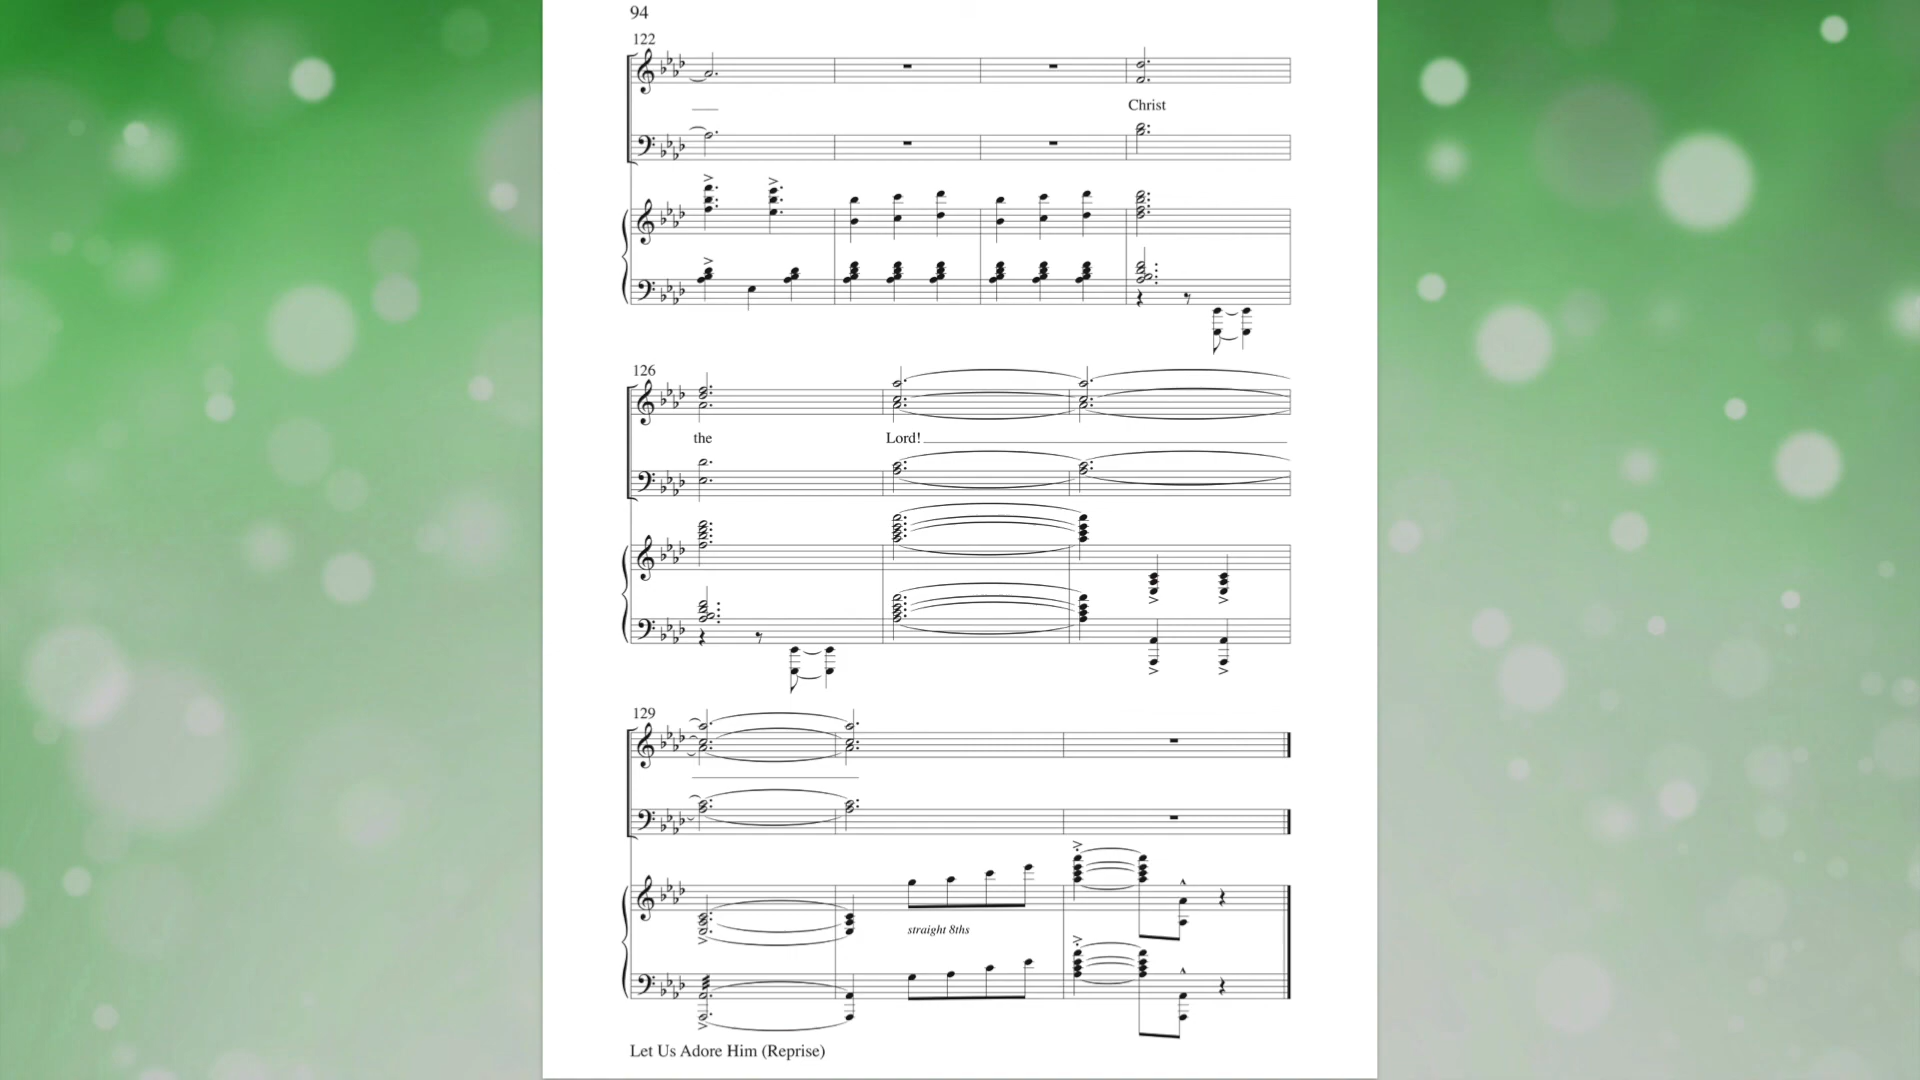 94
122
Christ
126
the Lord!
129
straight 8ths
Let Us Adore Him (Reprise)